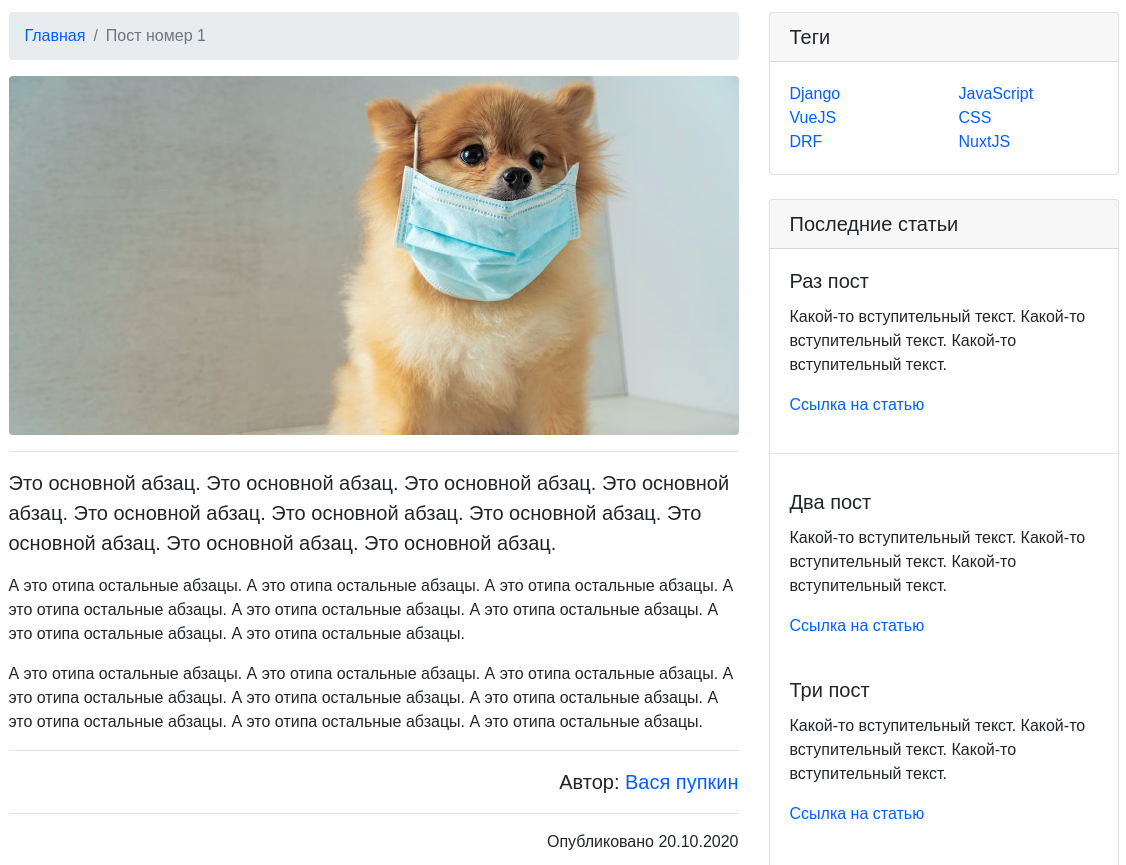 Главная / Пост номер 1
Это основной абзац. Это основной абзац. Это основной абзац. Это основной
абзац. Это основной абзац. Это основной абзац. Это основной абзац. Это
основной абзац. Это основной абзац. Это основной абзац.
А это отипа остальные абзацы. А это отипа остальные абзацы. А это отипа остальные абзацы. А
это отипа остальные абзацы. А это отипа остальные абзацы. А это отипа остальные абзацы. А
это отипа остальные абзацы. А это отипа остальные абзацы.
А это отипа остальные абзацы. А это отипа остальные абзацы. А это отипа остальные абзацы. А
это отипа остальные абзацы. А это отипа остальные абзацы. А это отипа остальные абзацы. А
это отипа остальные абзацы. А это отипа остальные абзацы. А это отипа остальные абзацы.
Автор: Вася пупкин
Опубликовано 20.10.2020
Теги
Django JavaScript
VueJS CSS
DRF NuxtJS
Последние статьи
Раз пост
Какой-то вступительный текст. Какой-то
вступительный текст. Какой-то
вступительный текст.
Ссылка на статью
Два пост
Какой-то вступительный текст. Какой-то
вступительный текст. Какой-то
вступительный текст.
Ссылка на статью
Три пост
Какой-то вступительный текст. Какой-то
вступительный текст. Какой-то
вступительный текст.
Ссылка на статью